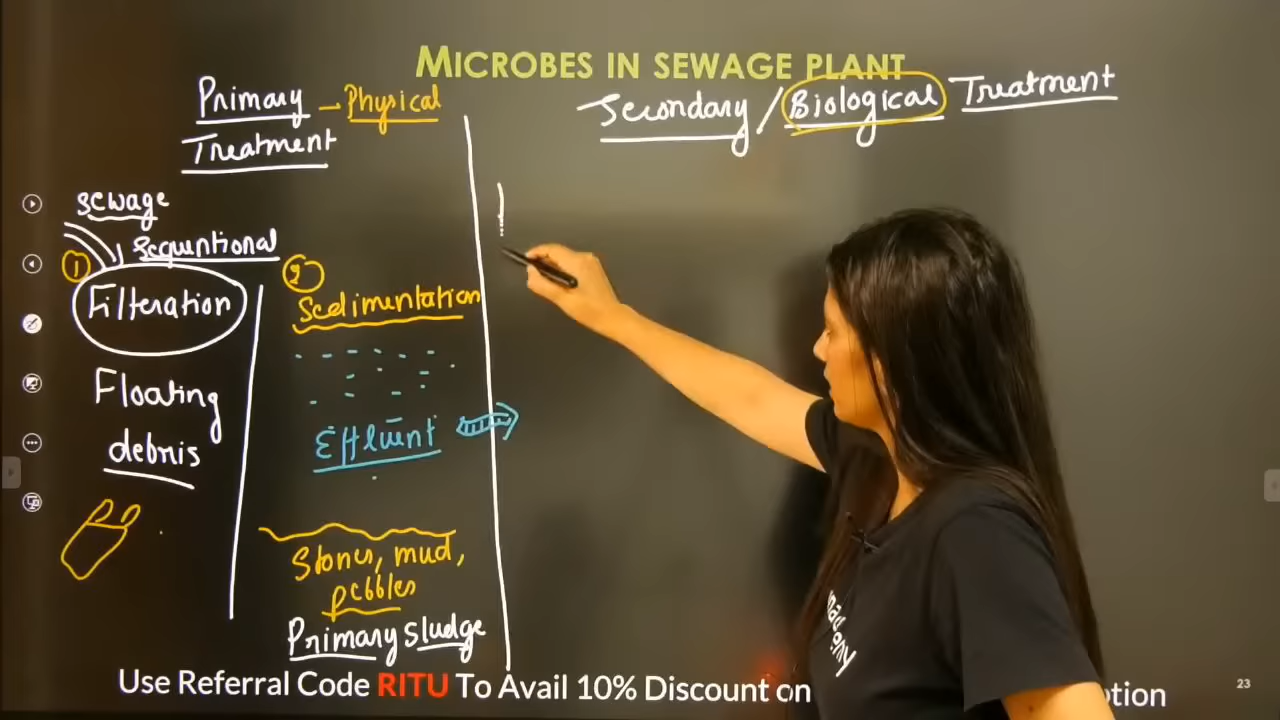 MICROBES IN SEWAGE PLANT
Primary - Physical
Treatment
Secondary / Biological Treatment
Sewage
Sequntional
1
Filteration
Floating
debris
2
Sedimentation
Effluent
Stones, mud,
pebbles
Primary sludge
Use Referral Code RITU To Avail 10% Discount on
23